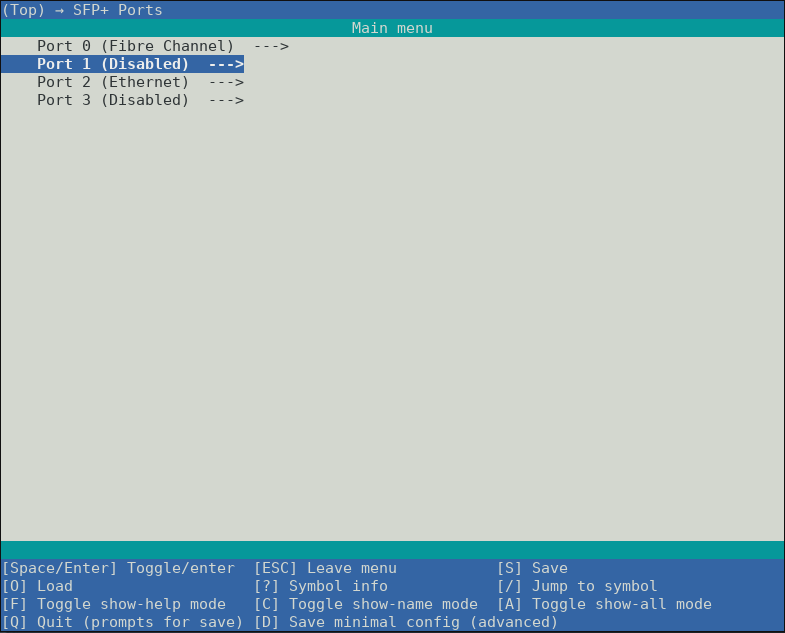 (Top) → SFP+ Ports
Main menu
Port 0 (Fibre Channel)  --->
Port 1 (Disabled)  --->
Port 2 (Ethernet)  --->
Port 3 (Disabled)  --->
[Space/Enter] Toggle/enter  [ESC] Leave menu           [S] Save
[O] Load                    [?] Symbol info            [/] Jump to symbol
[F] Toggle show-help mode   [C] Toggle show-name mode  [A] Toggle show-all mode
[Q] Quit (prompts for save) [D] Save minimal config (advanced)